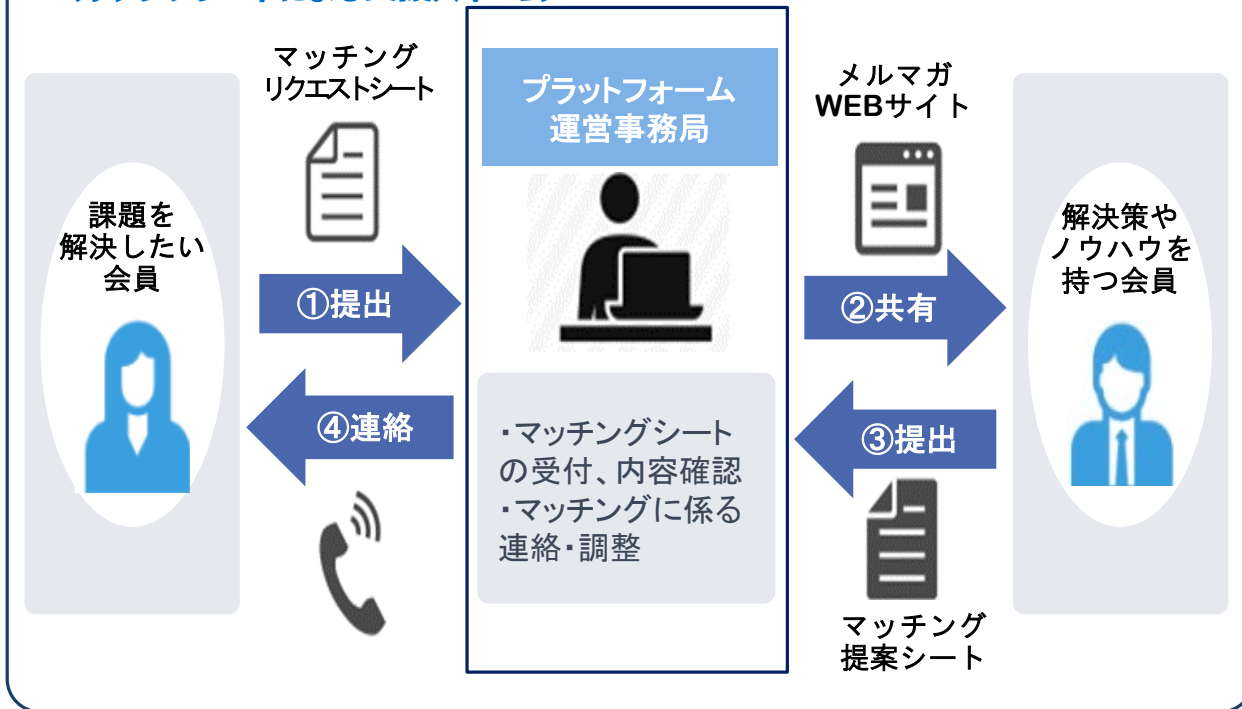 マッチング
リクエストシート
プラットフォーム
運営事務局
メルマガ
WEBサイト
課題を
解決したい
会員
解決策や
ノウハウを
持つ会員
①提出
②共有
④連絡
③提出
・マッチングシート
の受付、内容確認
・マッチングに係る
連絡・調整
マッチング
提案シート